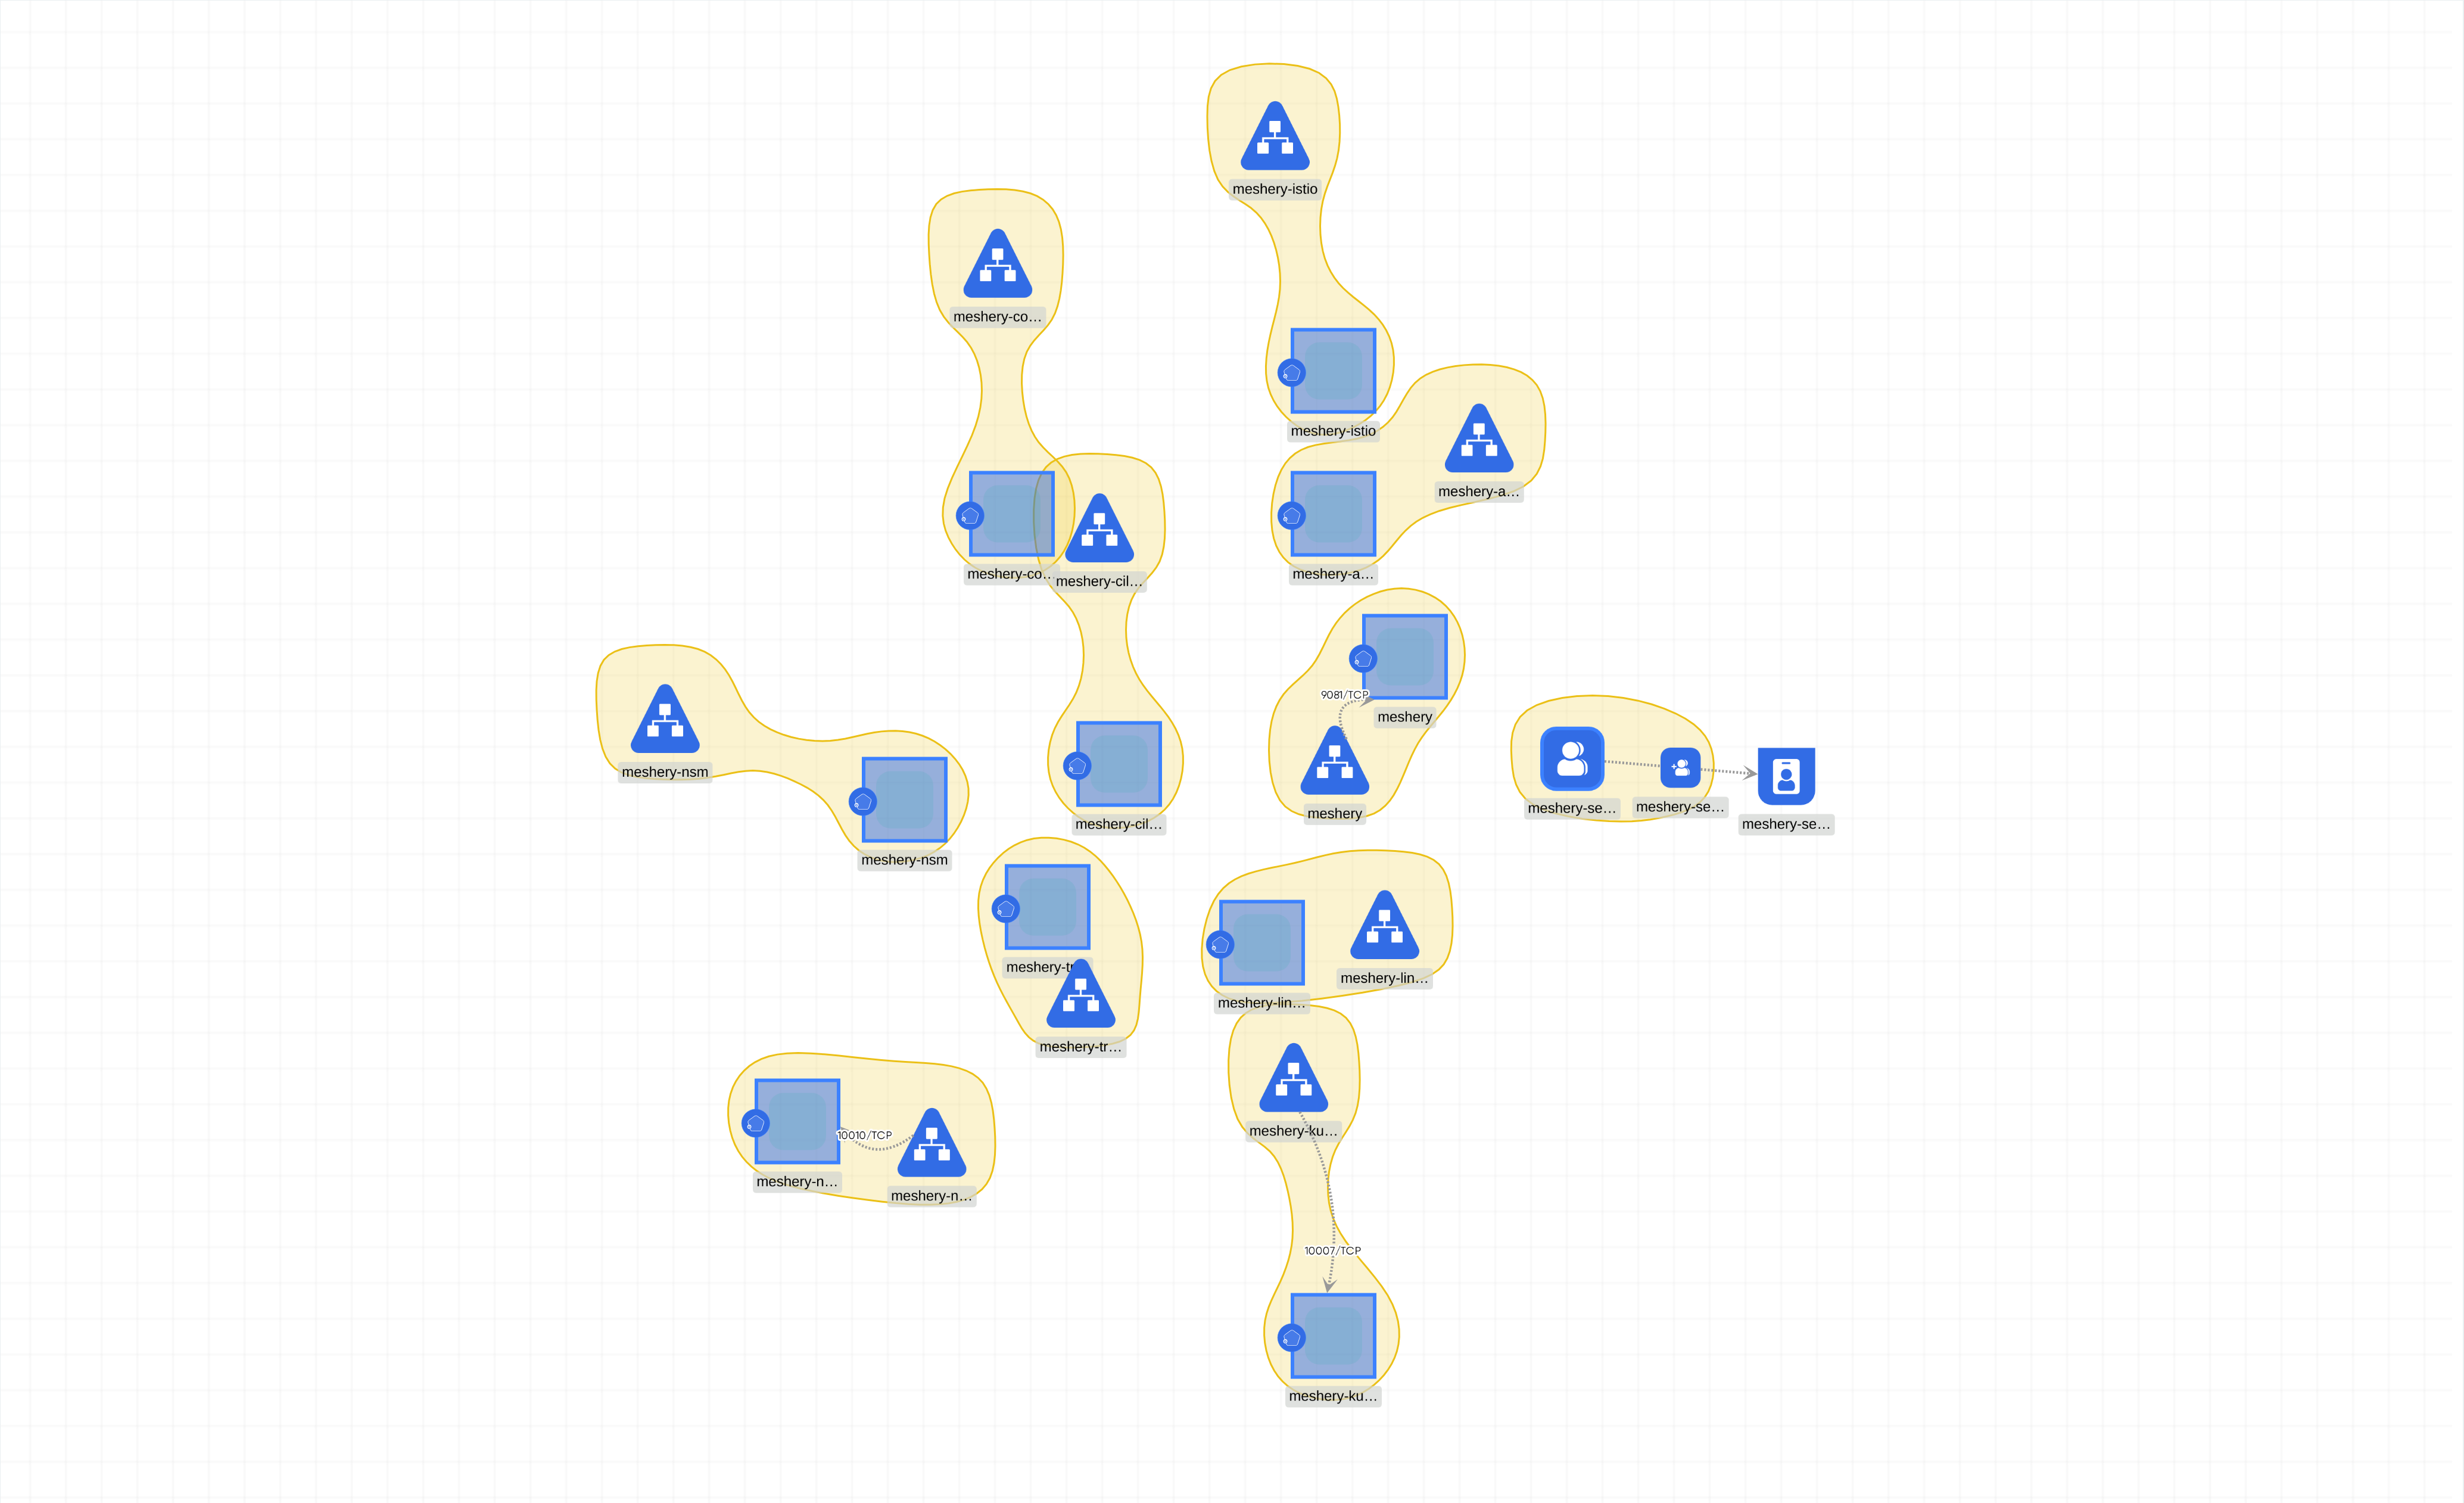 meshery-istio
meshery-co…
meshery-istio
meshery-a…
meshery-co…
meshery-cil…
meshery-a…
9081/TCP
meshery
meshery-nsm
meshery
meshery-se…
meshery-se…
meshery-se…
meshery-cil…
meshery-nsm
meshery-tr
meshery-lin…
meshery-lin…
meshery-tr…
meshery-ku…
10010/TCP
meshery-n…
meshery-n…
10007/TCP
meshery-ku…